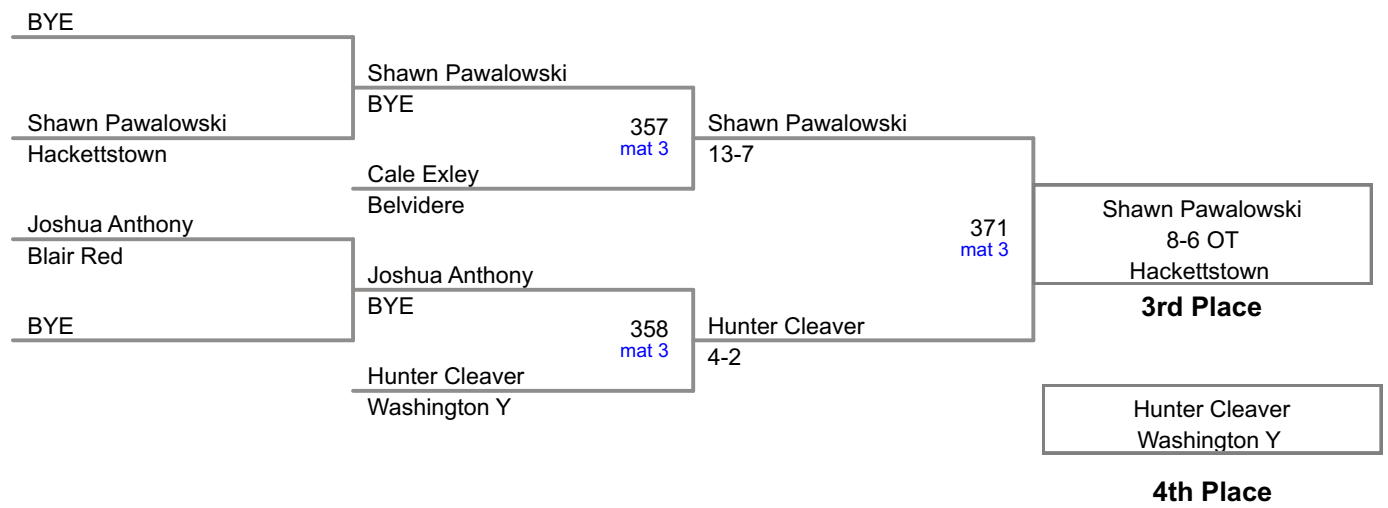 BYE
Shawn Pawalowski
Hackettstown
Joshua Anthony
Blair Red
BYE
Shawn Pawalowski
BYE
357
mat 3
Cale Exley
Belvidere
Joshua Anthony
BYE
358
mat 3
Hunter Cleaver
Washington Y
Shawn Pawalowski
13-7
371
mat 3
Hunter Cleaver
4-2
Shawn Pawalowski
8-6 OT
Hackettstown
3rd Place
Hunter Cleaver
Washington Y
4th Place